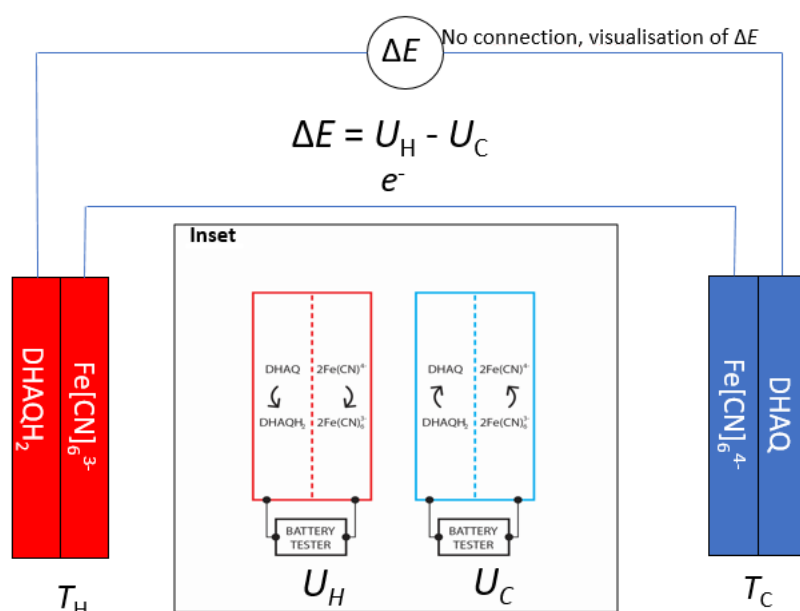 ΔE
No connection, visualisation of ΔE
ΔE = U_H - U_C
e⁻
Inset
DHAQH₂
Fe[CN]₆³⁻
DHAQ
2Fe(CN)⁴⁻
DHAQH₂
2Fe(CN)₆³⁻
BATTERY
TESTER
U_H
DHAQ
2Fe(CN)⁴⁻
DHAQH₂
2Fe(CN)₆³⁻
BATTERY
TESTER
U_C
Fe[CN]₆⁴⁻
DHAQ
T_H
T_C